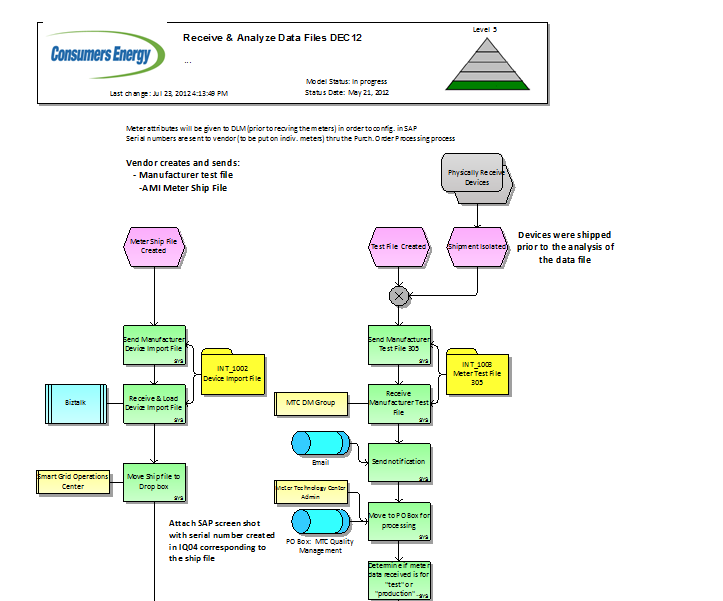 Consumers Energy
Receive & Analyze Data Files DEC12
...
Level 5
Model Status: In progress
Last change: Jul 23, 2012 4:13:49 PM
Status Date: May 21, 2012
Meter attributes will be given to DLM (prior to recving the meters) in order to config. in SAP
Serial numbers are sent to vendor (to be put on indiv. meters) thru the Purch. Order Processing process
Vendor creates and sends:
- Manufacturer test file
-AMI Meter Ship File
Physically Receive
Devices
Meter Ship File
Created
Test File Created
Shipment Isolated
Devices were shipped
prior to the analysis of
the data file
Send Manufacturer
Device Import File
sys
INT_1002
Device Import File
Send Manufacturer
Test File 305
sys
INT_1003
Meter Test File
305
Biztalk
Receive & Load
Device Import File
sys
MTC DM Group
Receive
Manufacturer Test
File
sys
Email
Send notification
sys
Smart Grid Operations
Center
Move Ship file to
Drop box
sys
Meter Technology Center
Admin
Move to PO Box for
processing
sys
PO Box: MTC Quality
Management
Attach SAP screen shot
with serial number created
in IQ04 corresponding to
the ship file
Determine if meter
data received is for
"test" or
"production"
sys